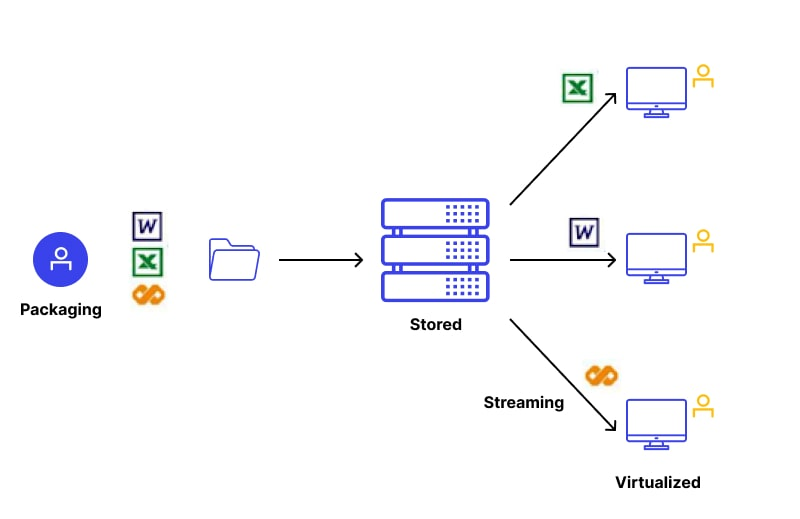 W
X
W
X
W
Packaging
Stored
Streaming
Virtualized